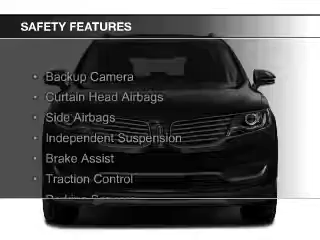 SAFETY FEATURES
• Backup Camera
• Curtain Head Airbags
• Side Airbags
• Independent Suspension
• Brake Assist
• Traction Control